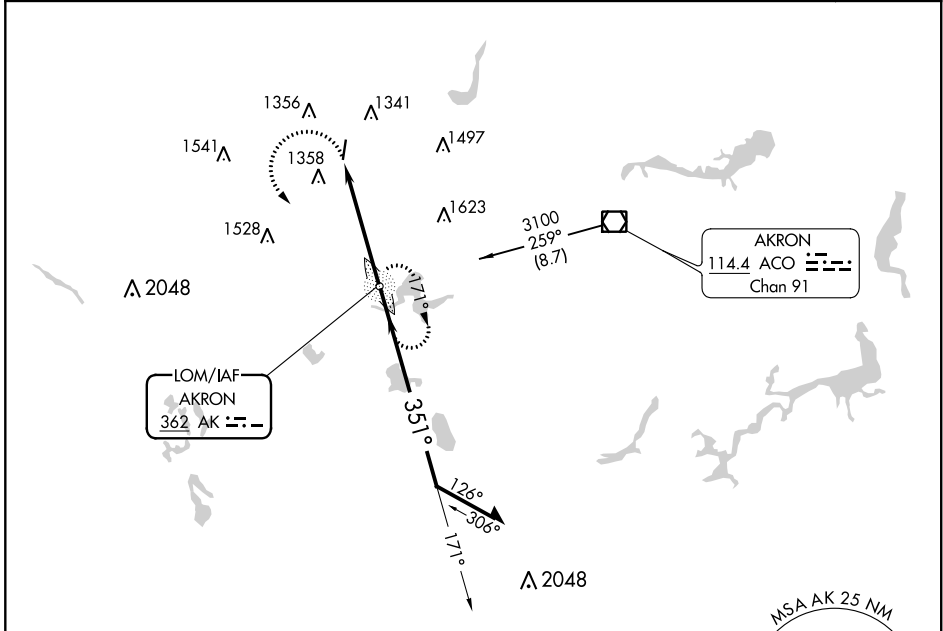 1356
1341
1541
1358
1497
1623
1528
3100
259°
(8.7)
AKRON
114.4 ACO
Chan 91
2048
171°
LOM/IAF
AKRON
362 AK
351°
126°
306°
171°
2048
MSA AK 25 NM